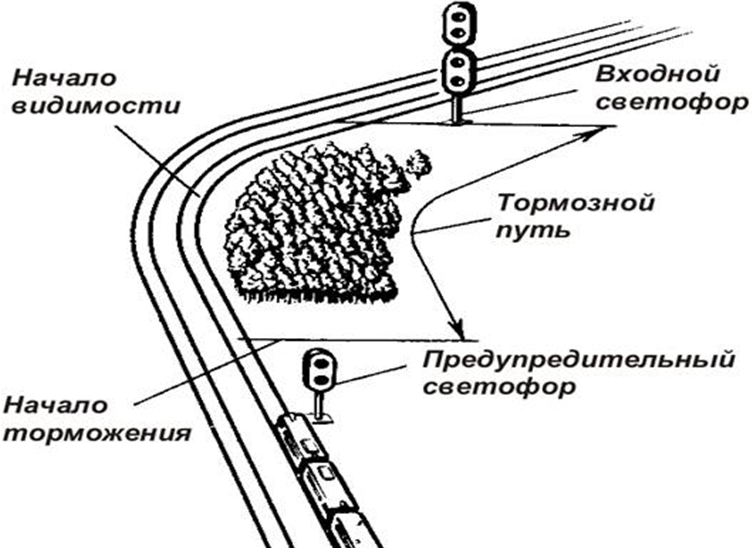 Начало
видимости
Входной
светофор
Тормозной
путь
Предупредительный
светофор
Начало
торможения